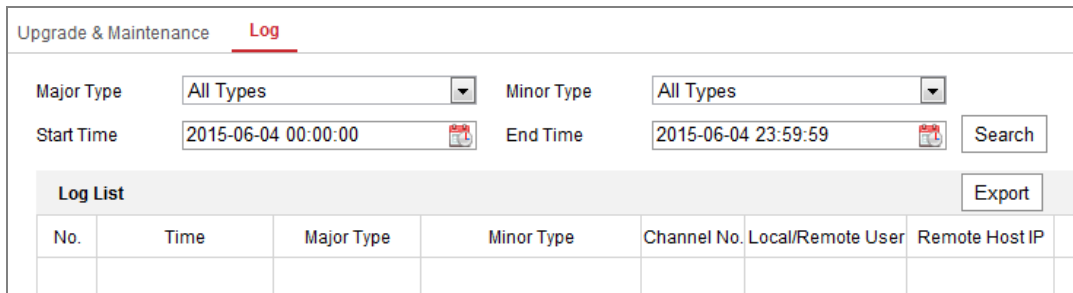 Upgrade & Maintenance Log
Major Type All Types Minor Type All Types
Start Time 2015-06-04 00:00:00 End Time 2015-06-04 23:59:59 Search
Log List Export
No. Time Major Type Minor Type Channel No. Local/Remote User Remote Host IP